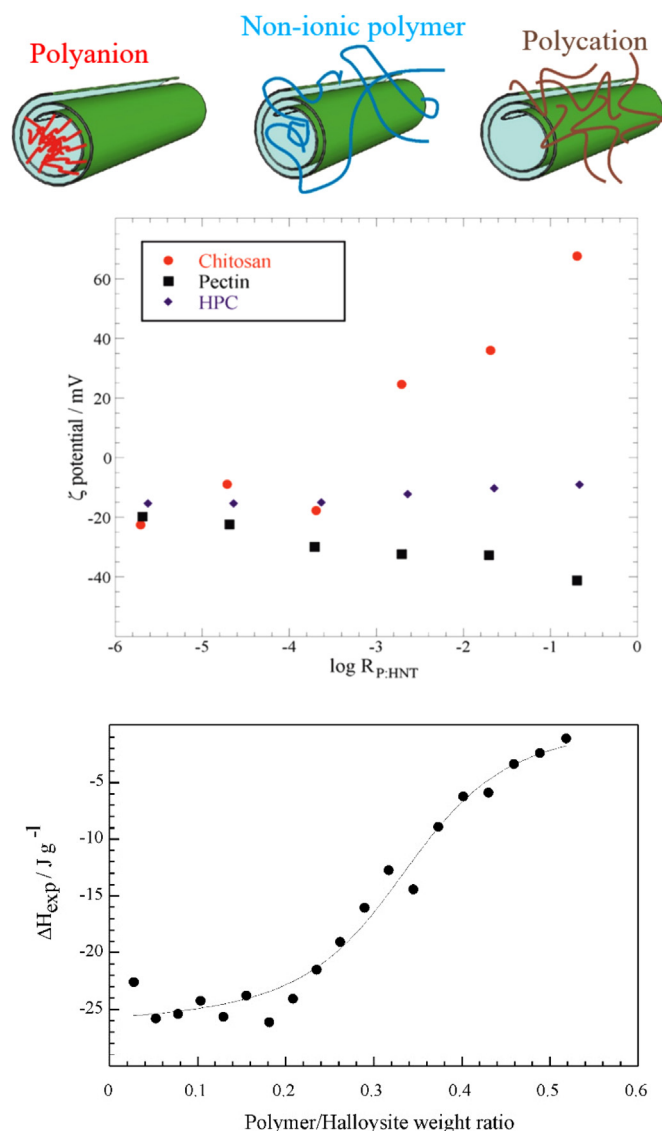 Polyanion
Non-ionic polymer
Polycation
Chitosan
Pectin
HPC
60
40
20
0
-20
-40
ζ potential / mV
-6
-5
-4
-3
-2
-1
0
log R_P:HNT
-5
-10
-15
-20
-25
ΔH_exp / J g⁻¹
0
0.1
0.2
0.3
0.4
0.5
0.6
Polymer/Halloysite weight ratio